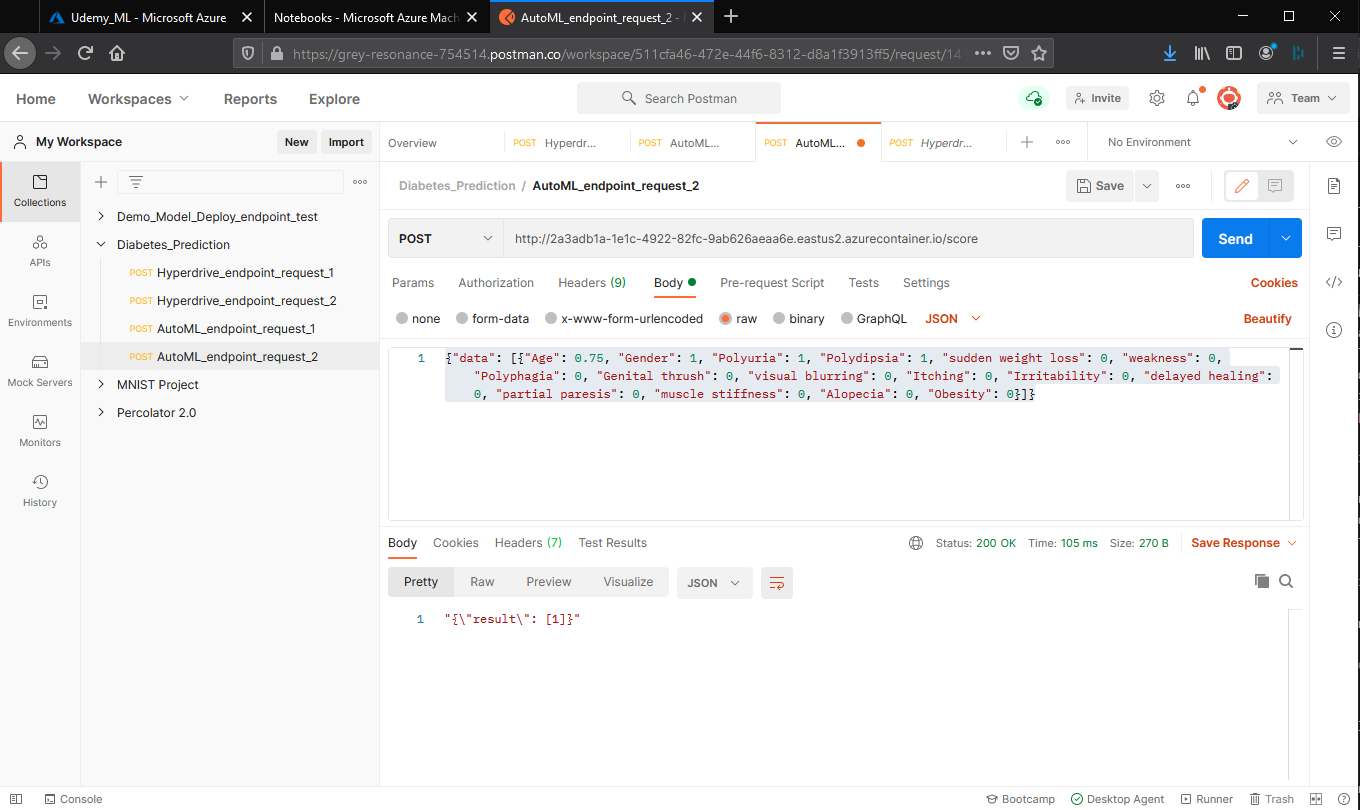 Udemy_ML - Microsoft Azure
Notebooks - Microsoft Azure Mach
AutoML_endpoint_request_2 -
https://grey-resonance-754514.postman.co/workspace/511cfa46-472e-44f6-8312-d8a1f3913ff5/request/14
Home
Workspaces
Reports
Explore
Search Postman
Invite
Team
My Workspace
New
Import
Overview
POST Hyperdr...
POST AutoML...
POST AutoML...
POST Hyperdr...
No Environment
Collections
APIs
Environments
Mock Servers
Monitors
History
Demo_Model_Deploy_endpoint_test
Diabetes_Prediction
POST Hyperdrive_endpoint_request_1
POST Hyperdrive_endpoint_request_2
POST AutoML_endpoint_request_1
POST AutoML_endpoint_request_2
MNIST Project
Percolator 2.0
Diabetes_Prediction / AutoML_endpoint_request_2
Save
POST
http://2a3adb1a-1e1c-4922-82fc-9ab626aeaa6e.eastus2.azurecontainer.io/score
Send
Params
Authorization
Headers (9)
Body
Pre-request Script
Tests
Settings
Cookies
none
form-data
x-www-form-urlencoded
raw
binary
GraphQL
JSON
Beautify
1 {"data": [{"Age": 0.75, "Gender": 1, "Polyuria": 1, "Polydipsia": 1, "sudden weight loss": 0, "weakness": 0,
"Polyphagia": 0, "Genital thrush": 0, "visual blurring": 0, "Itching": 0, "Irritability": 0, "delayed healing":
0, "partial paresis": 0, "muscle stiffness": 0, "Alopecia": 0, "Obesity": 0}]}
Body
Cookies
Headers (7)
Test Results
Status: 200 OK
Time: 105 ms
Size: 270 B
Save Response
Pretty
Raw
Preview
Visualize
JSON
1 "{\"result\": [1]}"
Console
Bootcamp
Desktop Agent
Runner
Trash